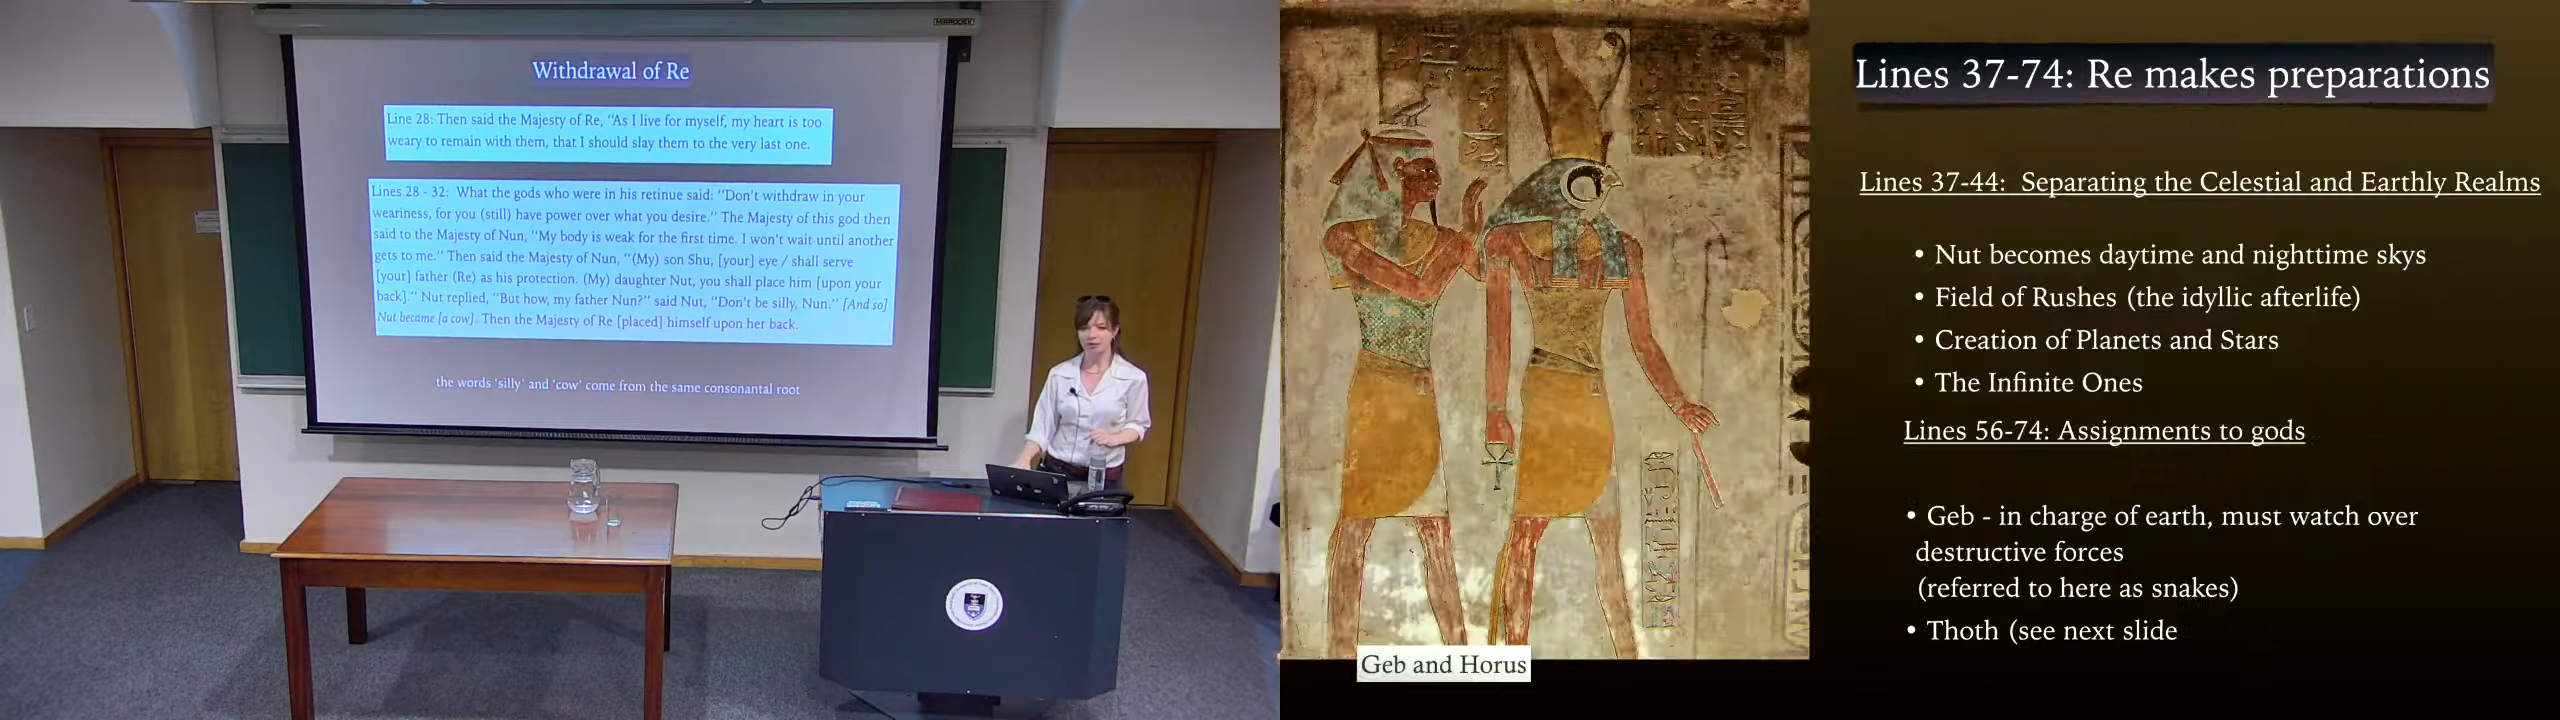 Withdrawal of Re
Line 28: Then said the Majesty of Re, "As I live for myself, my heart is too
weary to remain with them, that I should slay them to the very last one.
Lines 28 - 32: What the gods who were in his retinue said: "Don't withdraw in your
weariness, for you (still) have power over what you desire." The Majesty of this god then
said to the Majesty of Nun, "My body is weak for the first time. I won't wait until another
gets to me." Then said the Majesty of Nun, "(My) son Shu, [your] eye / shall serve
[your] father (Re) as his protection. (My) daughter Nut, you shall place him [upon your
back]." Nut replied, "But how, my father Nun?" said Nut, "Don't be silly, Nun." [And so]
Nut became [a cow]. Then the Majesty of Re [placed] himself upon her back.
the words 'silly' and 'cow' come from the same consonantal root
Geb and Horus
Lines 37-74: Re makes preparations
Lines 37-44: Separating the Celestial and Earthly Realms
• Nut becomes daytime and nighttime skys
• Field of Rushes (the idyllic afterlife)
• Creation of Planets and Stars
• The Infinite Ones
Lines 56-74: Assignments to gods
• Geb - in charge of earth, must watch over
destructive forces
(referred to here as snakes)
• Thoth (see next slide